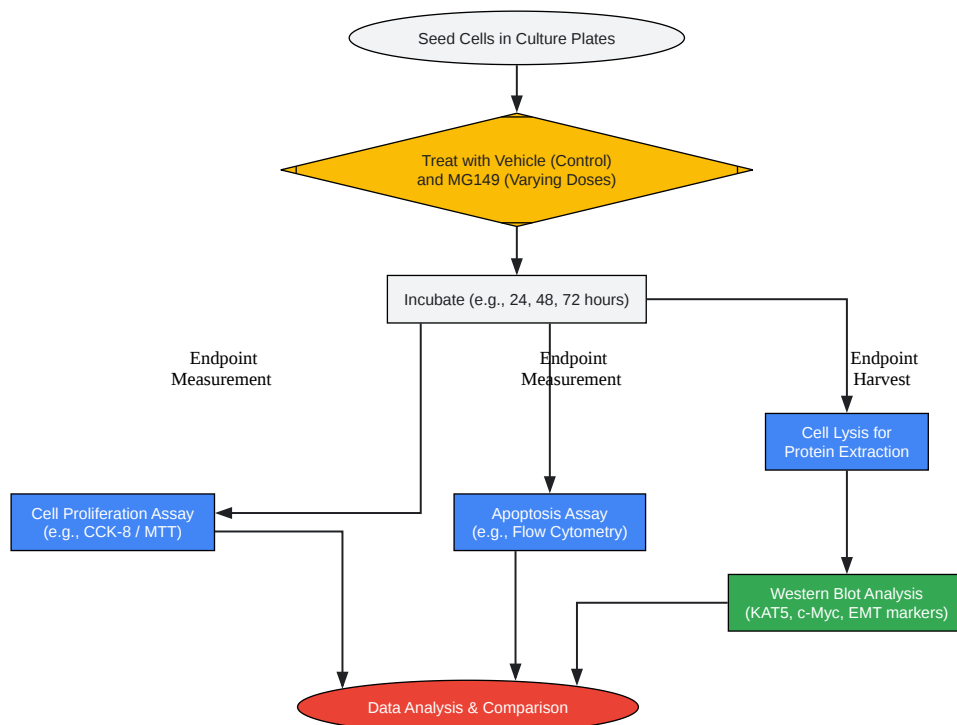 Seed Cells in Culture Plates
Treat with Vehicle (Control)
and MG149 (Varying Doses)
Incubate (e.g., 24, 48, 72 hours)
Endpoint
Measurement
Endpoint
Measurement
Endpoint
Harvest
Cell Lysis for
Protein Extraction
Cell Proliferation Assay
(e.g., CCK-8 / MTT)
Apoptosis Assay
(e.g., Flow Cytometry)
Western Blot Analysis
(KAT5, c-Myc, EMT markers)
Data Analysis & Comparison